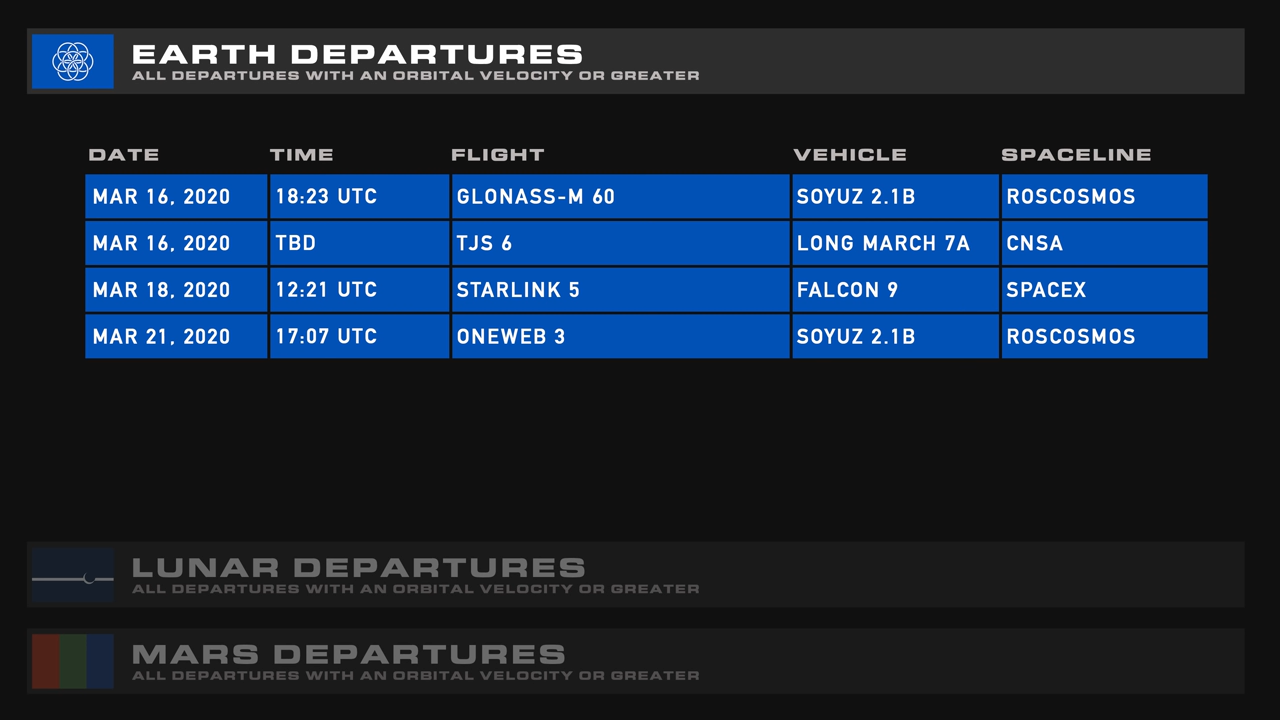 EARTH DEPARTURES
ALL DEPARTURES WITH AN ORBITAL VELOCITY OR GREATER
DATE TIME FLIGHT VEHICLE SPACELINE
MAR 16, 2020 18:23 UTC GLONASS-M 60 SOYUZ 2.1B ROSCOSMOS
MAR 16, 2020 TBD TJS 6 LONG MARCH 7A CNSA
MAR 18, 2020 12:21 UTC STARLINK 5 FALCON 9 SPACEX
MAR 21, 2020 17:07 UTC ONEWEB 3 SOYUZ 2.1B ROSCOSMOS
LUNAR DEPARTURES
ALL DEPARTURES WITH AN ORBITAL VELOCITY OR GREATER
MARS DEPARTURES
ALL DEPARTURES WITH AN ORBITAL VELOCITY OR GREATER